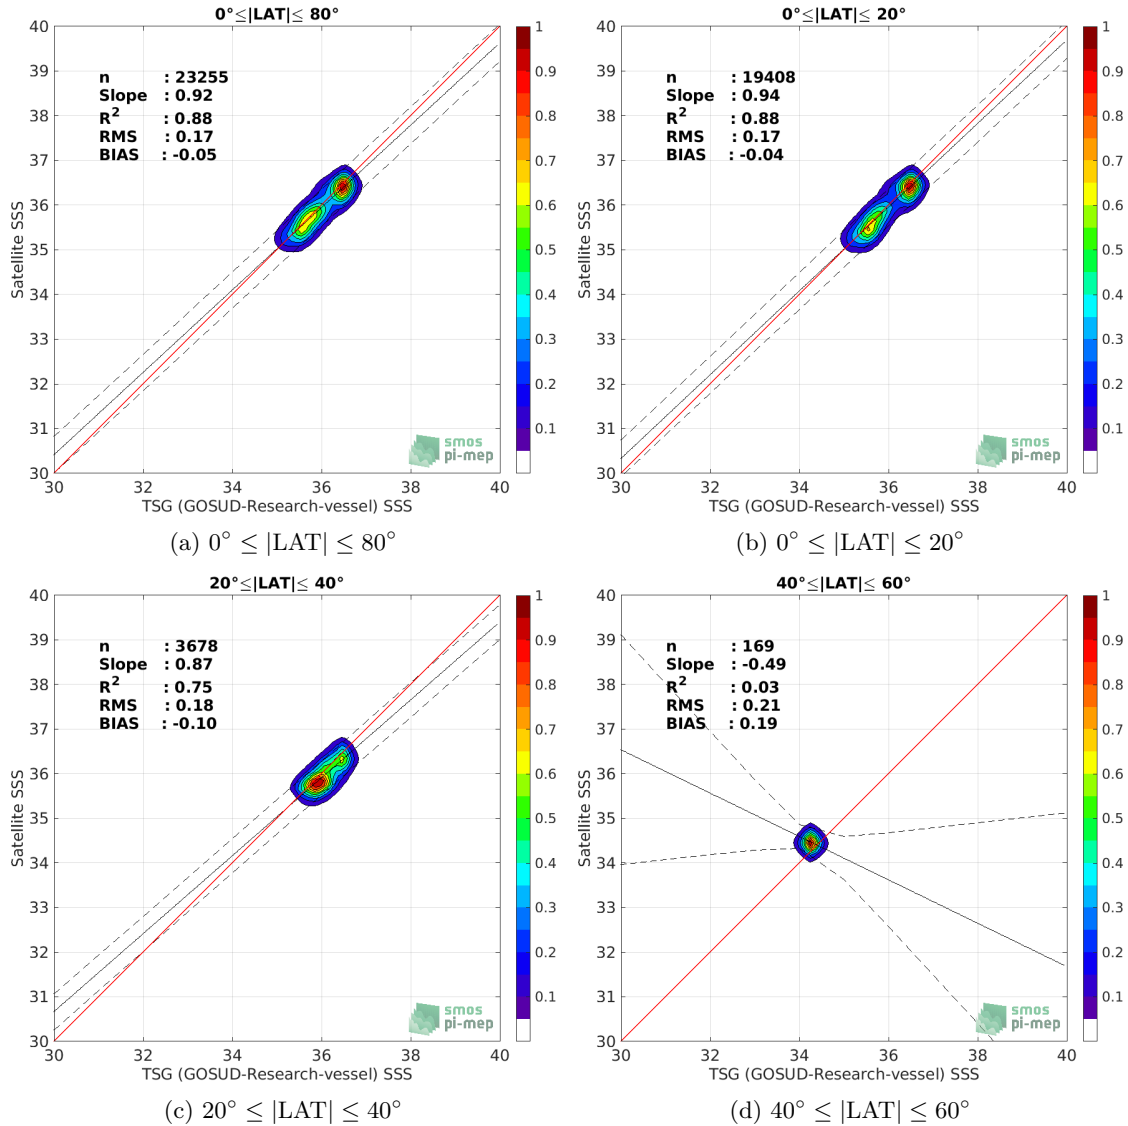 0°≤|LAT|≤ 80°
40
39
38
37
36
35
34
33
32
31
30
Satellite SSS
n : 23255
Slope : 0.92
R² : 0.88
RMS : 0.17
BIAS : -0.05
smos
pi-mep
30 32 34 36 38 40
TSG (GOSUD-Research-vessel) SSS
1
0.9
0.8
0.7
0.6
0.5
0.4
0.3
0.2
0.1
(a) 0° ≤ |LAT| ≤ 80°
0°≤|LAT|≤ 20°
40
39
38
37
36
35
34
33
32
31
30
Satellite SSS
n : 19408
Slope : 0.94
R² : 0.88
RMS : 0.17
BIAS : -0.04
smos
pi-mep
30 32 34 36 38 40
TSG (GOSUD-Research-vessel) SSS
1
0.9
0.8
0.7
0.6
0.5
0.4
0.3
0.2
0.1
(b) 0° ≤ |LAT| ≤ 20°
20°≤|LAT|≤ 40°
40
39
38
37
36
35
34
33
32
31
30
Satellite SSS
n : 3678
Slope : 0.87
R² : 0.75
RMS : 0.18
BIAS : -0.10
smos
pi-mep
30 32 34 36 38 40
TSG (GOSUD-Research-vessel) SSS
1
0.9
0.8
0.7
0.6
0.5
0.4
0.3
0.2
0.1
(c) 20° ≤ |LAT| ≤ 40°
40°≤|LAT|≤ 60°
40
39
38
37
36
35
34
33
32
31
30
Satellite SSS
n : 169
Slope : -0.49
R² : 0.03
RMS : 0.21
BIAS : 0.19
smos
pi-mep
30 32 34 36 38 40
TSG (GOSUD-Research-vessel) SSS
1
0.9
0.8
0.7
0.6
0.5
0.4
0.3
0.2
0.1
(d) 40° ≤ |LAT| ≤ 60°